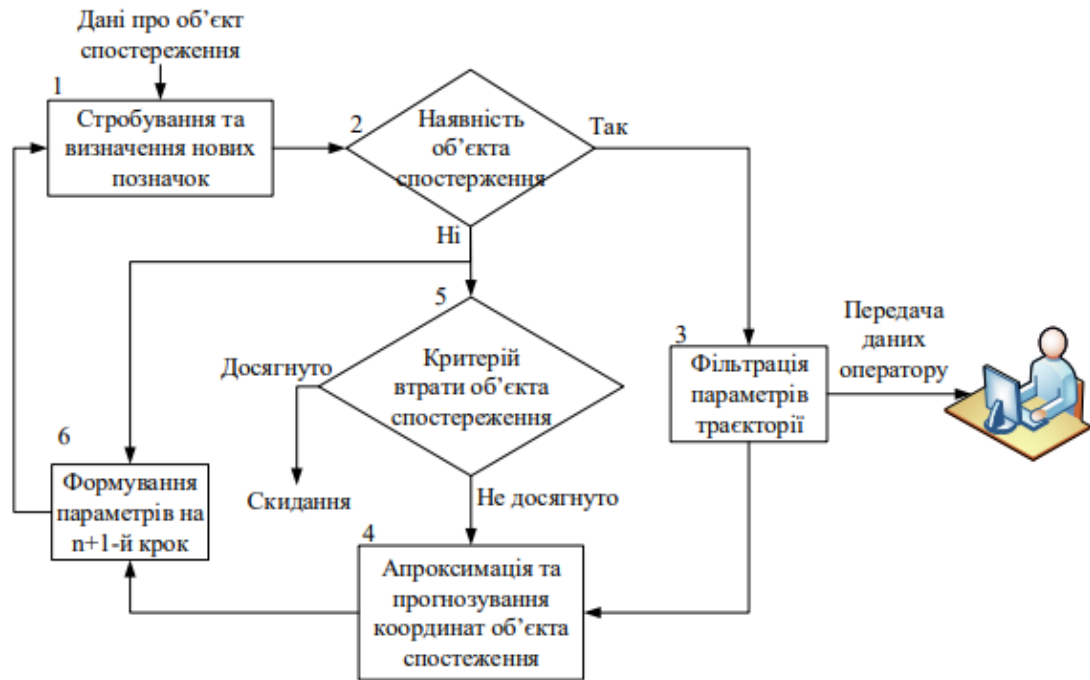 Дані про об’єкт
спостереження
1
Стробування та
визначення нових
позначок
2
Наявність
об’єкта
спостерження
Так
Ні
5
Критерій
втрати об’єкта
спостереження
Досягнуто
Скидання
Не досягнуто
3
Фільтрація
параметрів
траєкторії
Передача
даних
оператору
6
Формування
параметрів на
n+1-й крок
4
Апроксимація та
прогнозування
координат об’єкта
спостеження